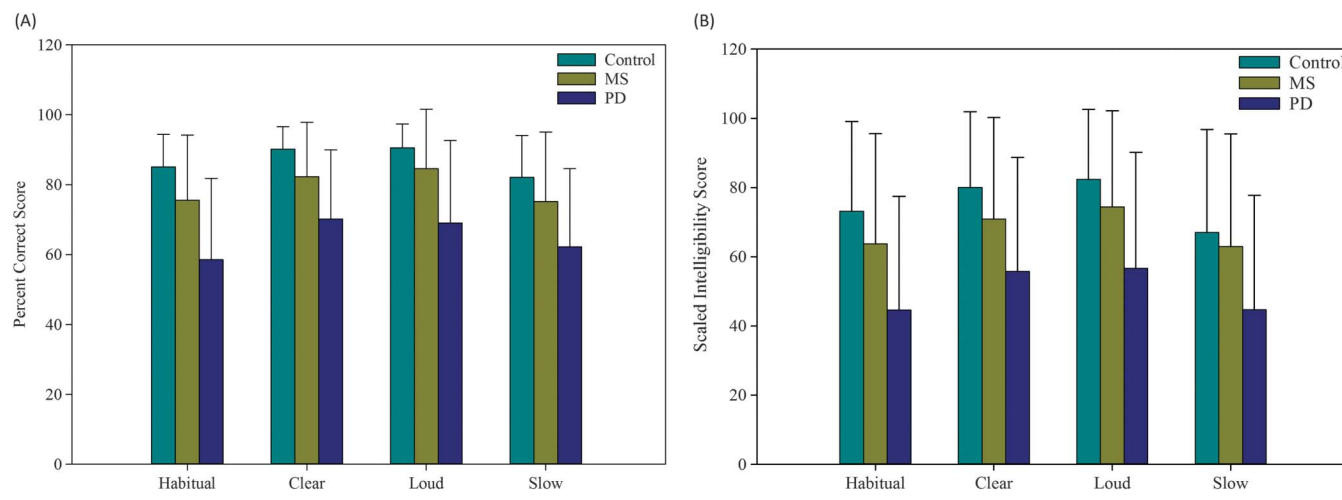 (A)
120
100
80
60
40
20
0
Percent Correct Score
Control
MS
PD
Habitual Clear Loud Slow
(B)
120
100
80
60
40
20
0
Scaled Intelligibility Score
Control
MS
PD
Habitual Clear Loud Slow